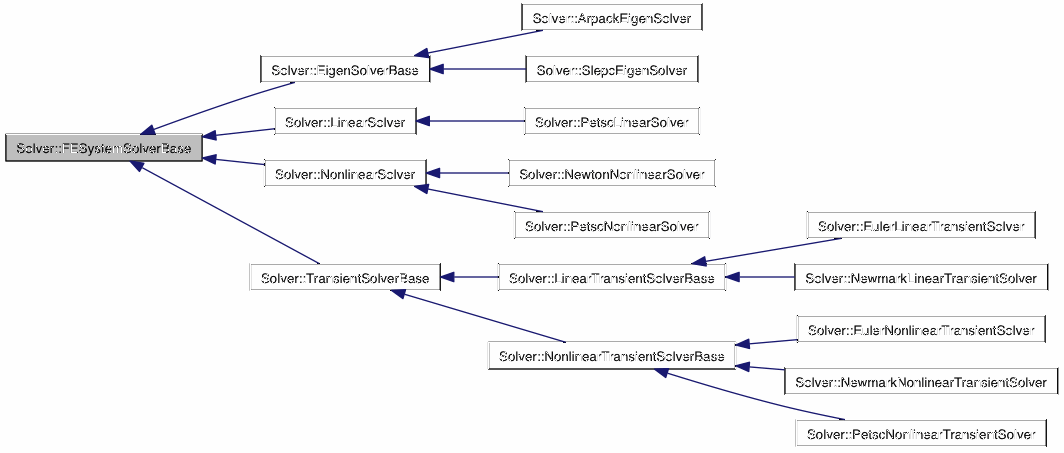 Solver::ArpackEigenSolver
Solver::EigenSolverBase
Solver::SlepcEigenSolver
Solver::LinearSolver
Solver::PetscLinearSolver
Solver::FESystemSolverBase
Solver::NonlinearSolver
Solver::NewtonNonlinearSolver
Solver::PetscNonlinearSolver
Solver::EulerLinearTransientSolver
Solver::TransientSolverBase
Solver::LinearTransientSolverBase
Solver::NewmarkLinearTransientSolver
Solver::EulerNonlinearTransientSolver
Solver::NonlinearTransientSolverBase
Solver::NewmarkNonlinearTransientSolver
Solver::PetscNonlinearTransientSolver